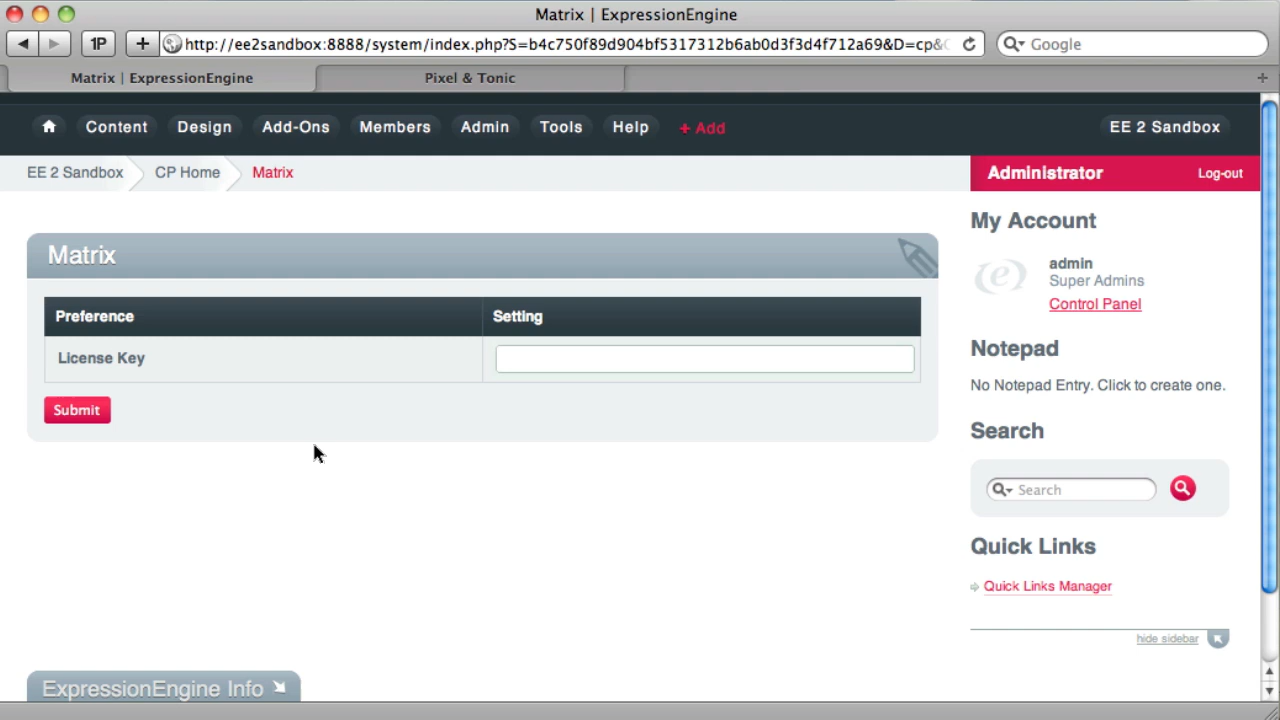 Matrix | ExpressionEngine
1P
http://ee2sandbox:8888/system/index.php?S=b4c750f89d904bf5317312b6ab0d3f3d4f712a69&D=cp&
Google
Matrix | ExpressionEngine
Pixel & Tonic
Content Design Add-Ons Members Admin Tools Help + Add
EE 2 Sandbox
EE 2 Sandbox CP Home Matrix
Administrator Log-out
Matrix
Preference Setting
License Key
Submit
My Account
admin
Super Admins
Control Panel
Notepad
No Notepad Entry. Click to create one.
Search
Search
Quick Links
Quick Links Manager
hide sidebar
ExpressionEngine Info